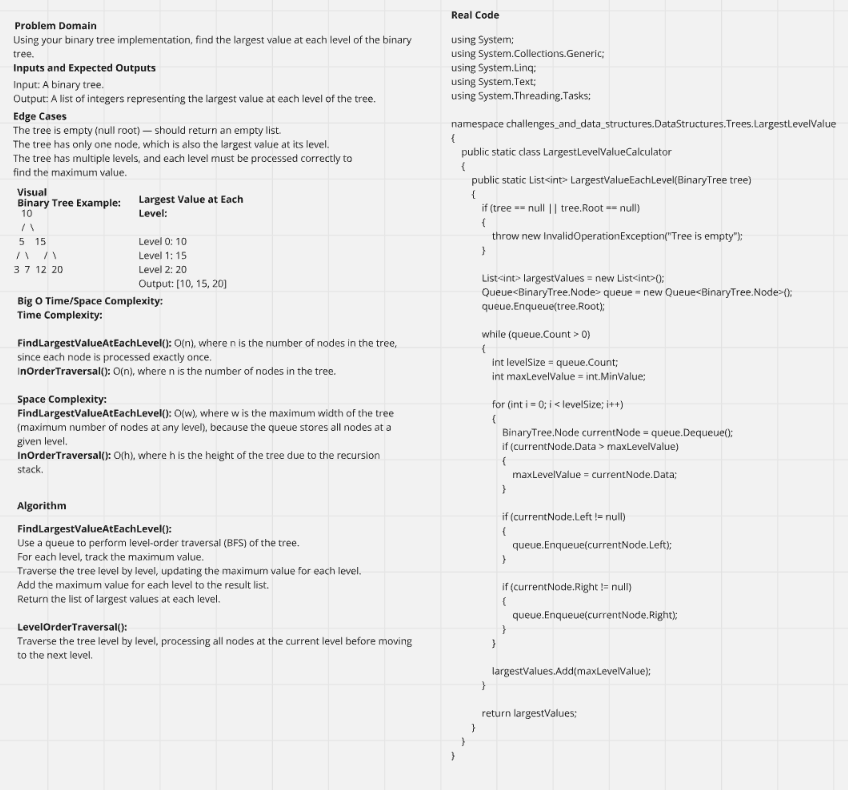 Problem Domain
Using your binary tree implementation, find the largest value at each level of the binary
tree.
Inputs and Expected Outputs
Input: A binary tree.
Output: A list of integers representing the largest value at each level of the tree.
Edge Cases
The tree is empty (null root) — should return an empty list.
The tree has only one node, which is also the largest value at its level.
The tree has multiple levels, and each level must be processed correctly to
find the maximum value.
Visual
Binary Tree Example:
10
/ \
5 15
/ \ / \
3 7 12 20
Largest Value at Each
Level:
Level 0: 10
Level 1: 15
Level 2: 20
Output: [10, 15, 20]
Big O Time/Space Complexity:
Time Complexity:
FindLargestValueAtEachLevel(): O(n), where n is the number of nodes in the tree,
since each node is processed exactly once.
InOrderTraversal(): O(n), where n is the number of nodes in the tree.
Space Complexity:
FindLargestValueAtEachLevel(): O(w), where w is the maximum width of the tree
(maximum number of nodes at any level), because the queue stores all nodes at a
given level.
InOrderTraversal(): O(h), where h is the height of the tree due to the recursion
stack.
Algorithm
FindLargestValueAtEachLevel():
Use a queue to perform level-order traversal (BFS) of the tree.
For each level, track the maximum value.
Traverse the tree level by level, updating the maximum value for each level.
Add the maximum value for each level to the result list.
Return the list of largest values at each level.
LevelOrderTraversal():
Traverse the tree level by level, processing all nodes at the current level before moving
to the next level.
Real Code
using System;
using System.Collections.Generic;
using System.Linq;
using System.Text;
using System.Threading.Tasks;
namespace challenges_and_data_structures.DataStructures.Trees.LargestLevelValue
{
public static class LargestLevelValueCalculator
{
public static List<int> LargestValueEachLevel(BinaryTree tree)
{
if (tree == null || tree.Root == null)
{
throw new InvalidOperationException("Tree is empty");
}
List<int> largestValues = new List<int>();
Queue<BinaryTree.Node> queue = new Queue<BinaryTree.Node>();
queue.Enqueue(tree.Root);
while (queue.Count > 0)
{
int levelSize = queue.Count;
int maxLevelValue = int.MinValue;
for (int i = 0; i < levelSize; i++)
{
BinaryTree.Node currentNode = queue.Dequeue();
if (currentNode.Data > maxLevelValue)
{
maxLevelValue = currentNode.Data;
}
if (currentNode.Left != null)
{
queue.Enqueue(currentNode.Left);
}
if (currentNode.Right != null)
{
queue.Enqueue(currentNode.Right);
}
}
largestValues.Add(maxLevelValue);
}
return largestValues;
}
}
}